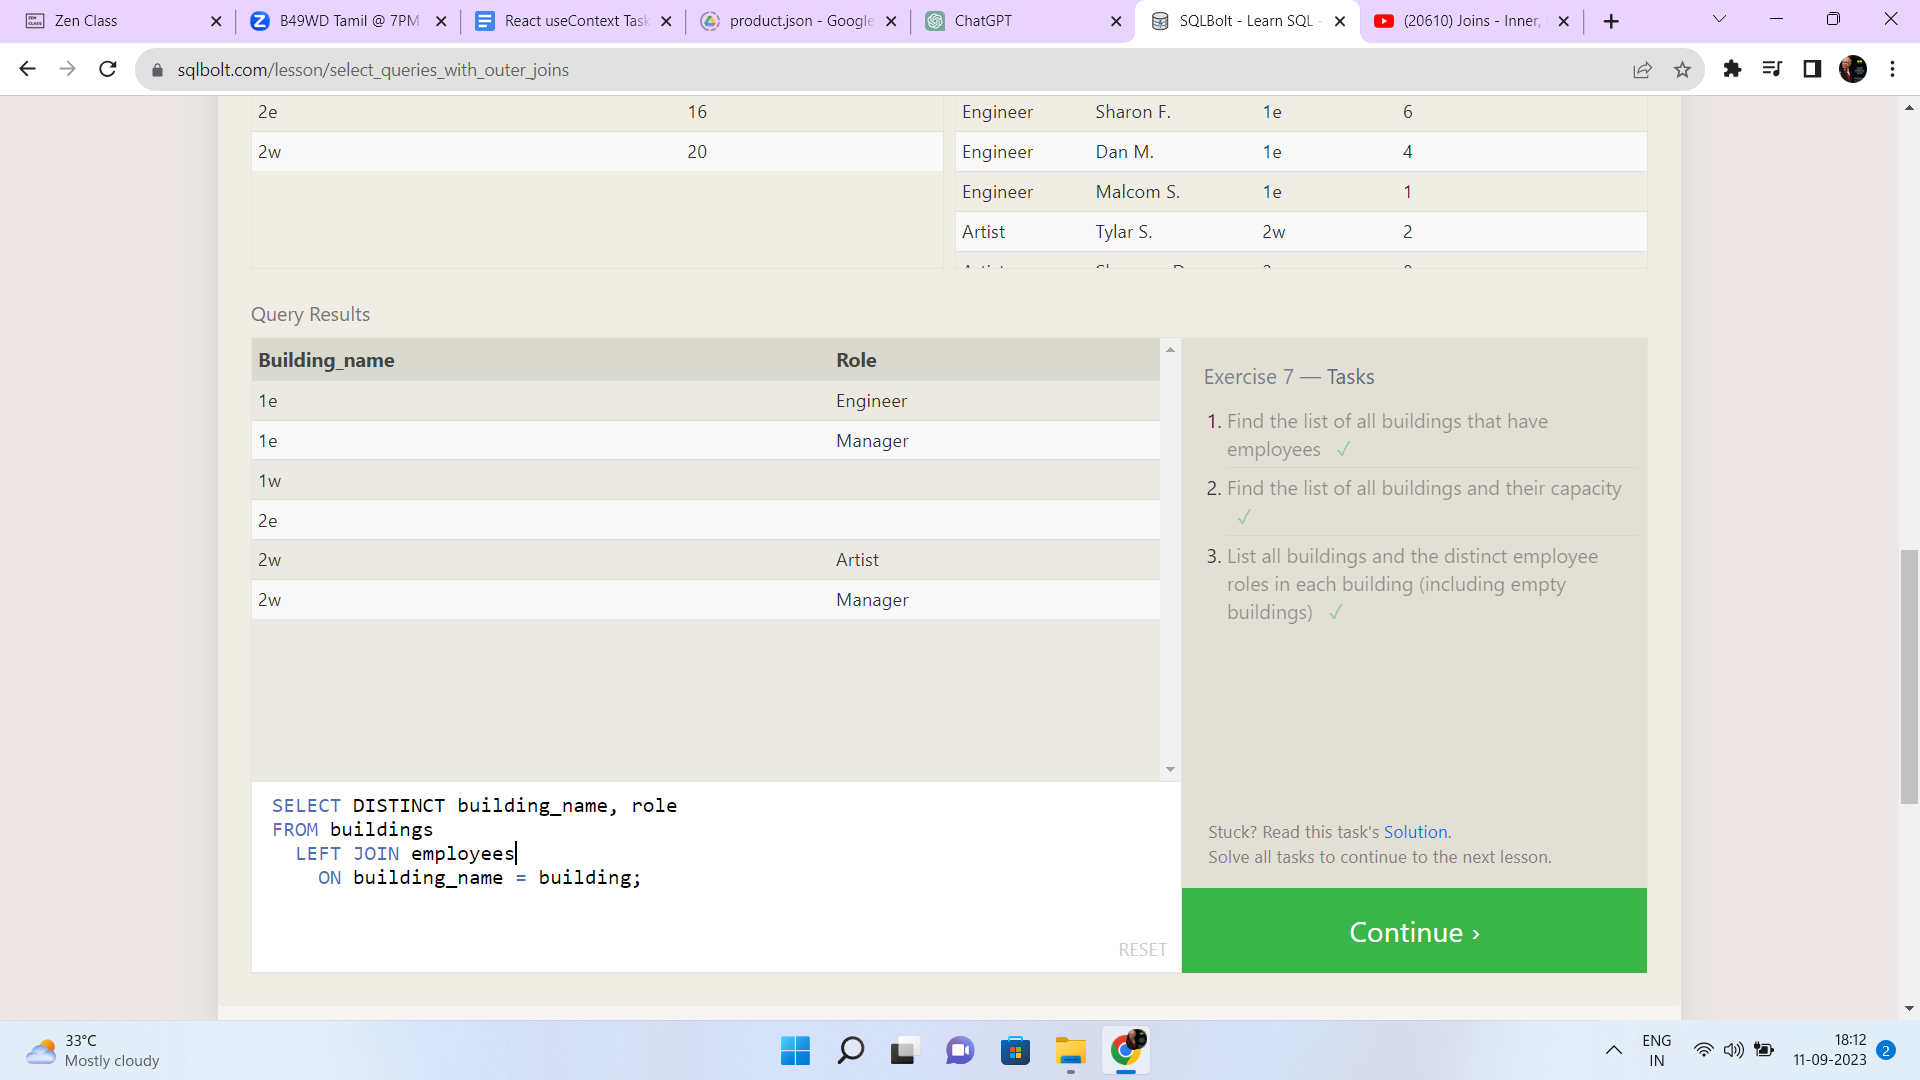 Zen Class
B49WD Tamil @ 7PM
React useContext Task
product.json - Google
ChatGPT
SQLBolt - Learn SQL -
(20610) Joins - Inner,
sqlbolt.com/lesson/select_queries_with_outer_joins
2e 16
2w 20
Engineer Sharon F. 1e 6
Engineer Dan M. 1e 4
Engineer Malcom S. 1e 1
Artist Tylar S. 2w 2
Query Results
Building_name Role
1e Engineer
1e Manager
1w
2e
2w Artist
2w Manager
Exercise 7 — Tasks
1. Find the list of all buildings that have
employees ✓
2. Find the list of all buildings and their capacity
✓
3. List all buildings and the distinct employee
roles in each building (including empty
buildings) ✓
Stuck? Read this task's Solution.
Solve all tasks to continue to the next lesson.
Continue ›
SELECT DISTINCT building_name, role
FROM buildings
LEFT JOIN employees
ON building_name = building;
RESET
33°C
Mostly cloudy
ENG
IN
18:12
11-09-2023
2